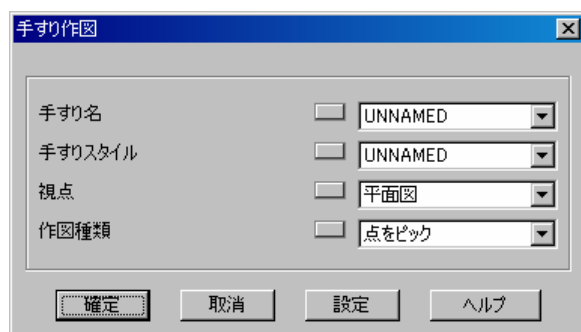 手すり作図
手すり名 UNNAMED
手すりスタイル UNNAMED
視点 平面図
作図種類 点をピック
確定 取消 設定 ヘルプ